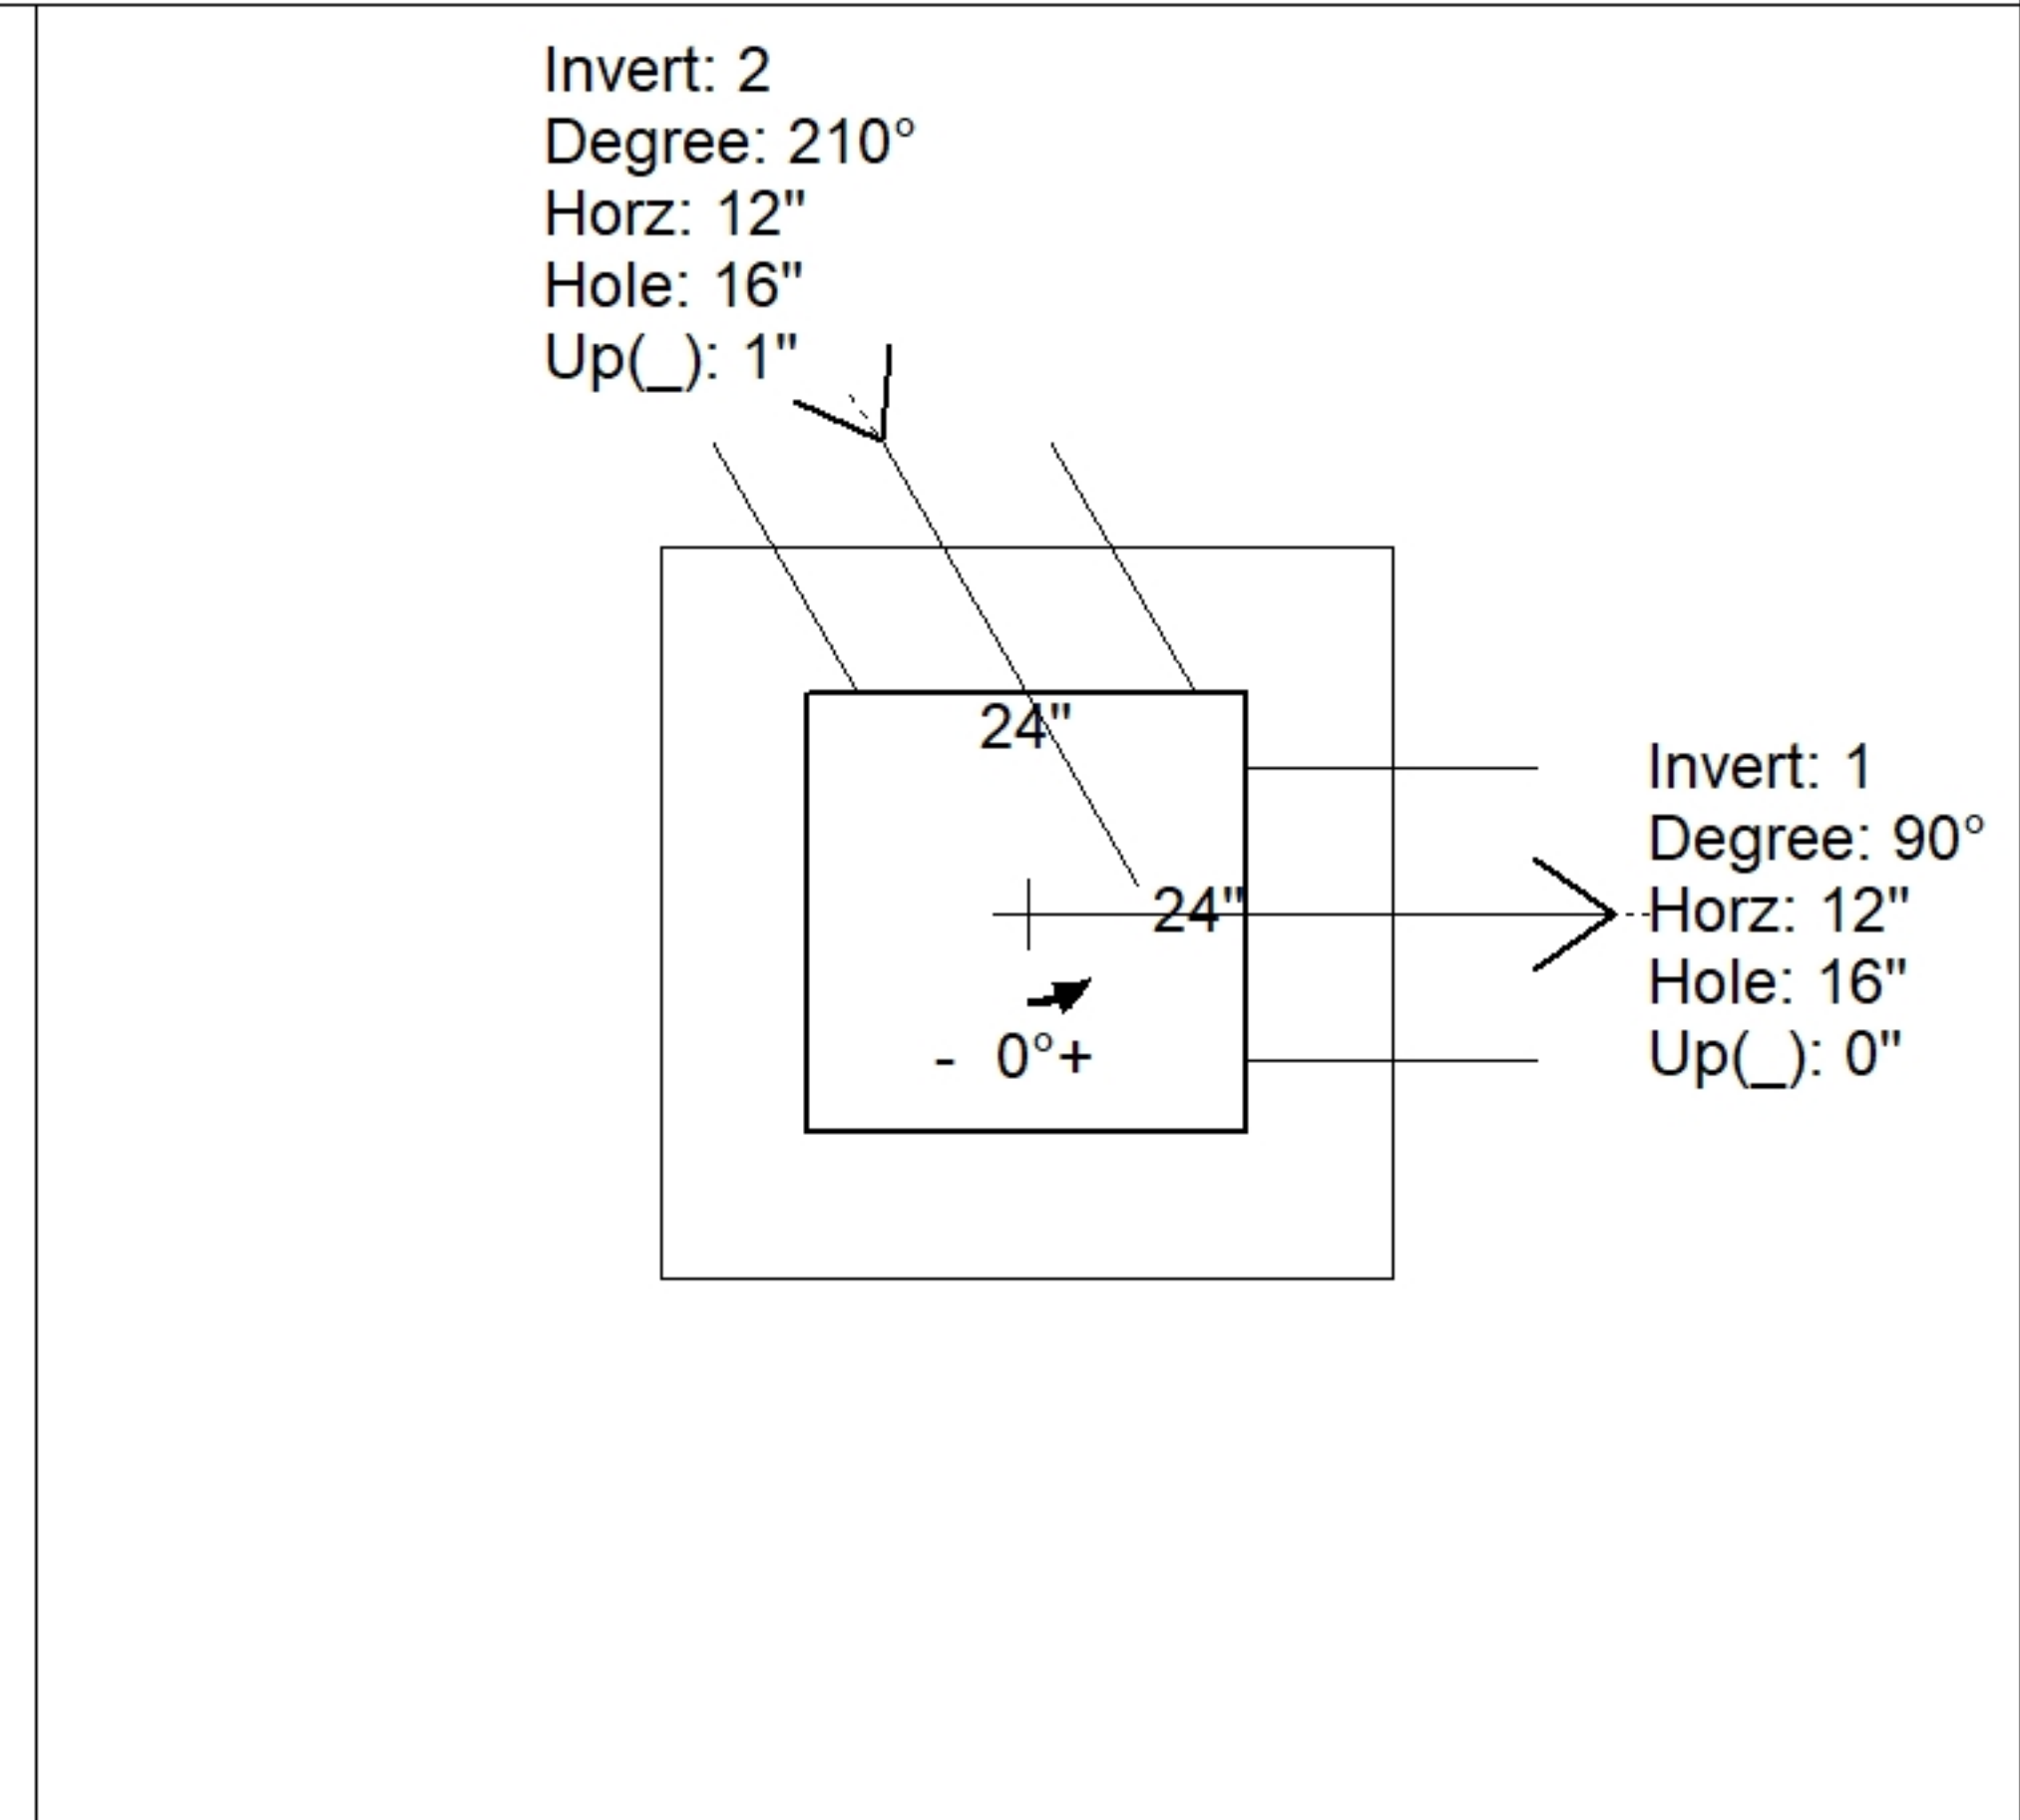 Invert: 2
Degree: 210°
Horz: 12"
Hole: 16"
Up(_): 1"
24"
24"
- 0°+
Invert: 1
Degree: 90°
Horz: 12"
Hole: 16"
Up(_): 0"